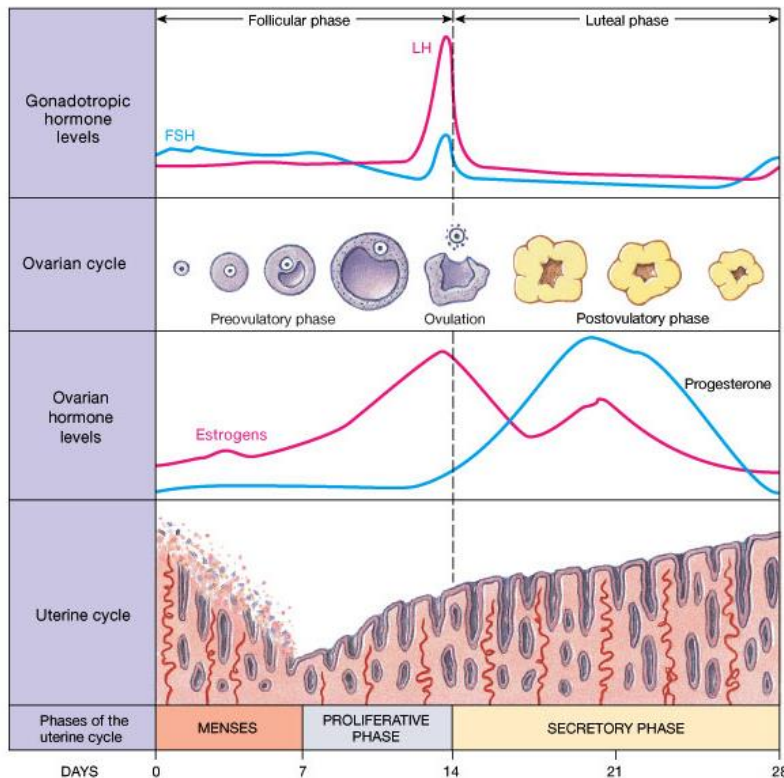 Follicular phase
Luteal phase
LH
Gonadotropic
hormone
levels
FSH
Ovarian cycle
Preovulatory phase
Ovulation
Postovulatory phase
Ovarian
hormone
levels
Progesterone
Estrogens
Uterine cycle
Phases of the
uterine cycle
MENSES
PROLIFERATIVE
PHASE
SECRETORY PHASE
DAYS
0
7
14
21
28